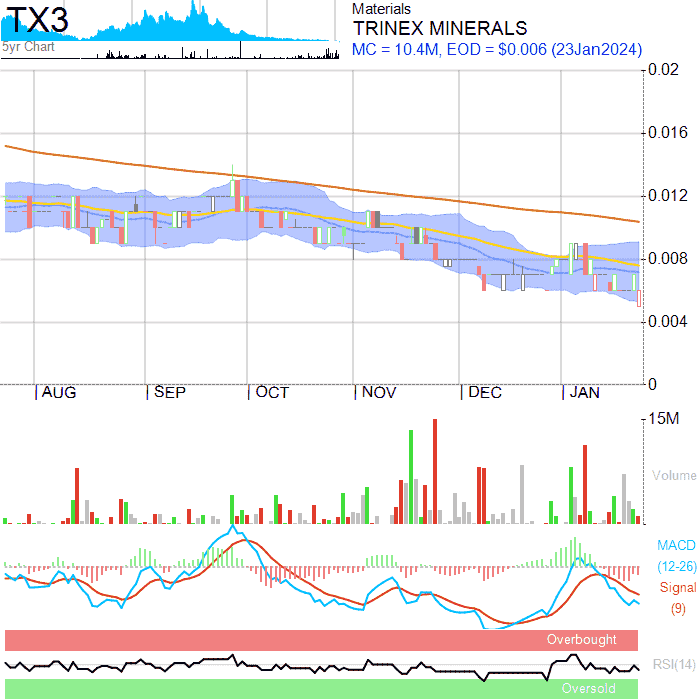 TX3
5yr Chart
Materials
TRINEX MINERALS
MC = 10.4M, EOD = $0.006 (23Jan2024)
0.02
0.016
0.012
0.008
0.004
0
AUG SEP OCT NOV DEC JAN
15M
Volume
MACD
(12-26)
Signal
(9)
Overbought
RSI(14)
Oversold